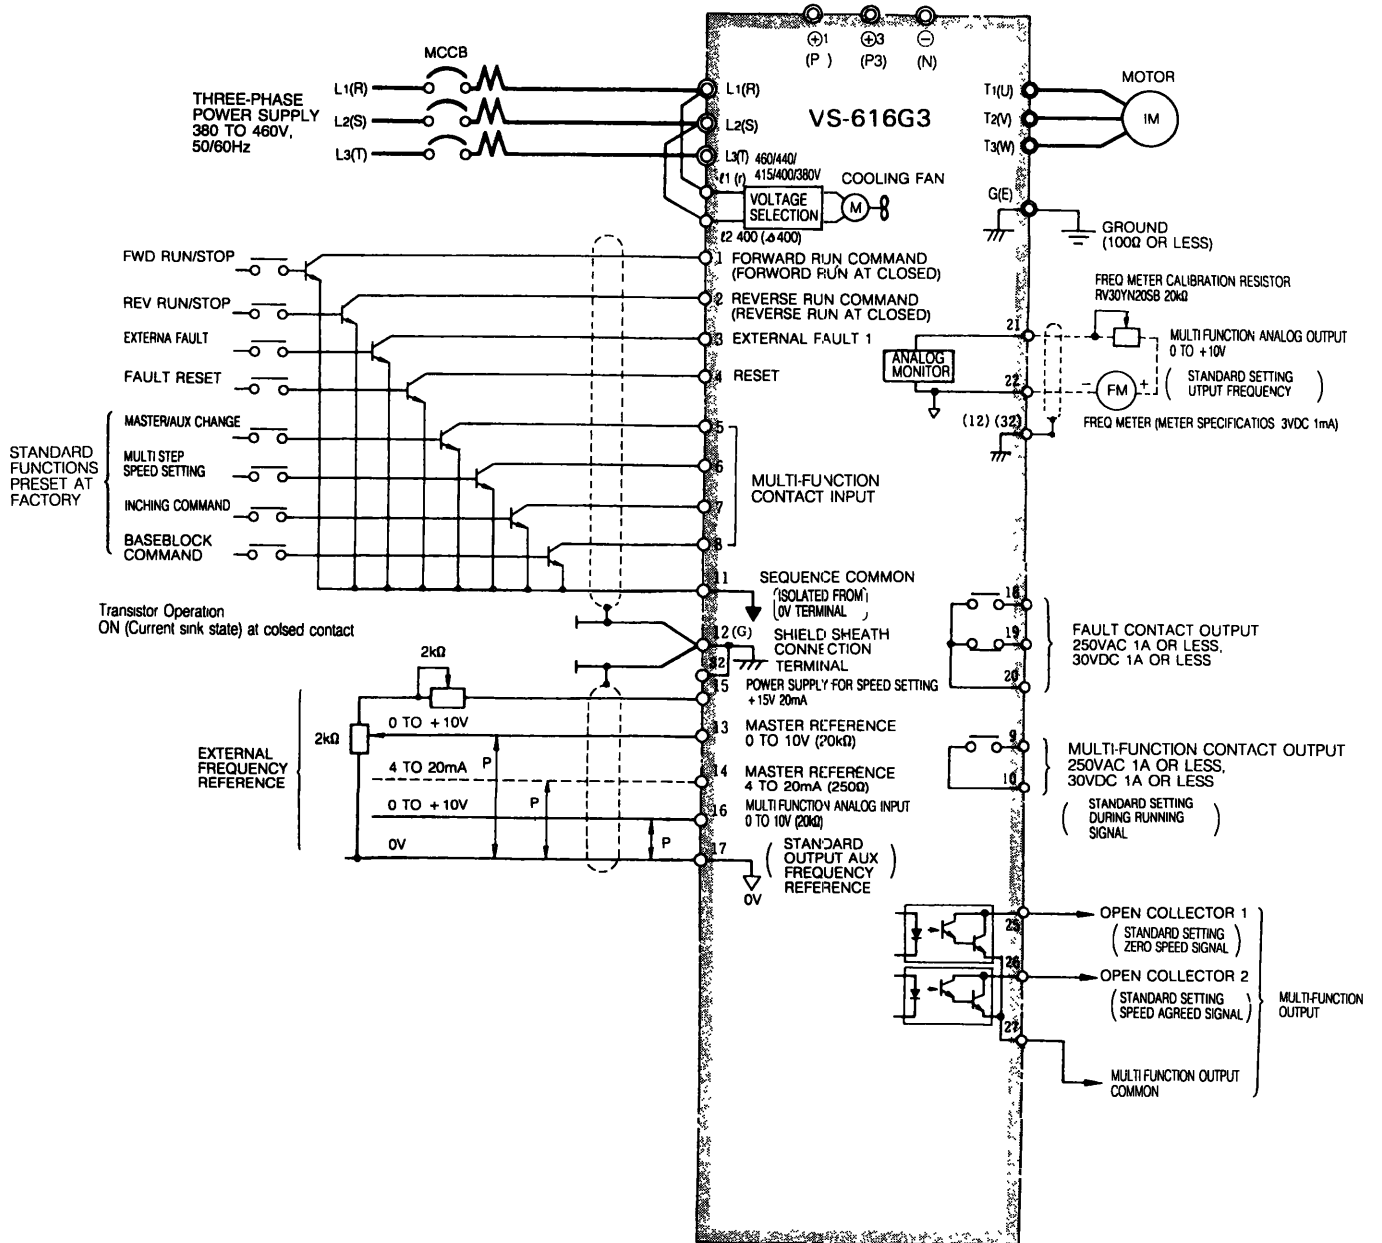 ⊕1
(P )
⊕3
(P3)
⊖
(N)
VS-616G3
MCCB
THREE-PHASE
POWER SUPPLY
380 TO 460V,
50/60Hz
L1(R)
L2(S)
L3(T)
L1(R)
L2(S)
L3(T)
460/440/
415/400/380V
ℓ1 (r)
VOLTAGE
SELECTION
COOLING FAN
M
ℓ2 400 (⊿400)
T1(U)
T2(V)
T3(W)
MOTOR
IM
G(E)
GROUND
(100Ω OR LESS)
FWD RUN/STOP
REV RUN/STOP
EXTERNA FAULT
FAULT RESET
MASTER/AUX CHANGE
MULTI STEP
SPEED SETTING
INCHING COMMAND
BASEBLOCK
COMMAND
STANDARD
FUNCTIONS
PRESET AT
FACTORY
1 FORWARD RUN COMMAND
(FORWORD RUN AT CLOSED)
2 REVERSE RUN COMMAND
(REVERSE RUN AT CLOSED)
3 EXTERNAL FAULT 1
4 RESET
5
6
7
8
MULTI-FUNCTION
CONTACT INPUT
11
SEQUENCE COMMON
(ISOLATED FROM
0V TERMINAL)
Transistor Operation
ON (Current sink state) at colsed contact
12 (G)
SHIELD SHEATH
CONNECTION
TERMINAL
32
15
POWER SUPPLY FOR SPEED SETTING
+15V 20mA
2kΩ
2kΩ
EXTERNAL
FREQUENCY
REFERENCE
0 TO +10V
P
13
MASTER REFERENCE
0 TO 10V (20kΩ)
4 TO 20mA
P
14
MASTER REFERENCE
4 TO 20mA (250Ω)
0 TO +10V
P
16
MULTI FUNCTION ANALOG INPUT
0 TO 10V (20kΩ)
0V
17
(STANDARD
OUTPUT AUX
FREQUENCY
REFERENCE)
0V
FREQ METER CALIBRATION RESISTOR
RV30YN20SB 20kΩ
21
ANALOG
MONITOR
22
MULTI FUNCTION ANALOG OUTPUT
0 TO +10V
(STANDARD SETTING
UTPUT FREQUENCY)
− FM +
(12) (32)
FREQ METER (METER SPECIFICATIOS 3VDC 1mA)
18
19
20
FAULT CONTACT OUTPUT
250VAC 1A OR LESS,
30VDC 1A OR LESS
9
10
MULTI-FUNCTION CONTACT OUTPUT
250VAC 1A OR LESS,
30VDC 1A OR LESS
(STANDARD SETTING
DURING RUNNING
SIGNAL)
25
OPEN COLLECTOR 1
(STANDARD SETTING
ZERO SPEED SIGNAL)
26
OPEN COLLECTOR 2
(STANDARD SETTING
SPEED AGREED SIGNAL)
27
MULTI-FUNCTION
OUTPUT
MULTI FUNCTION OUTPUT
COMMON